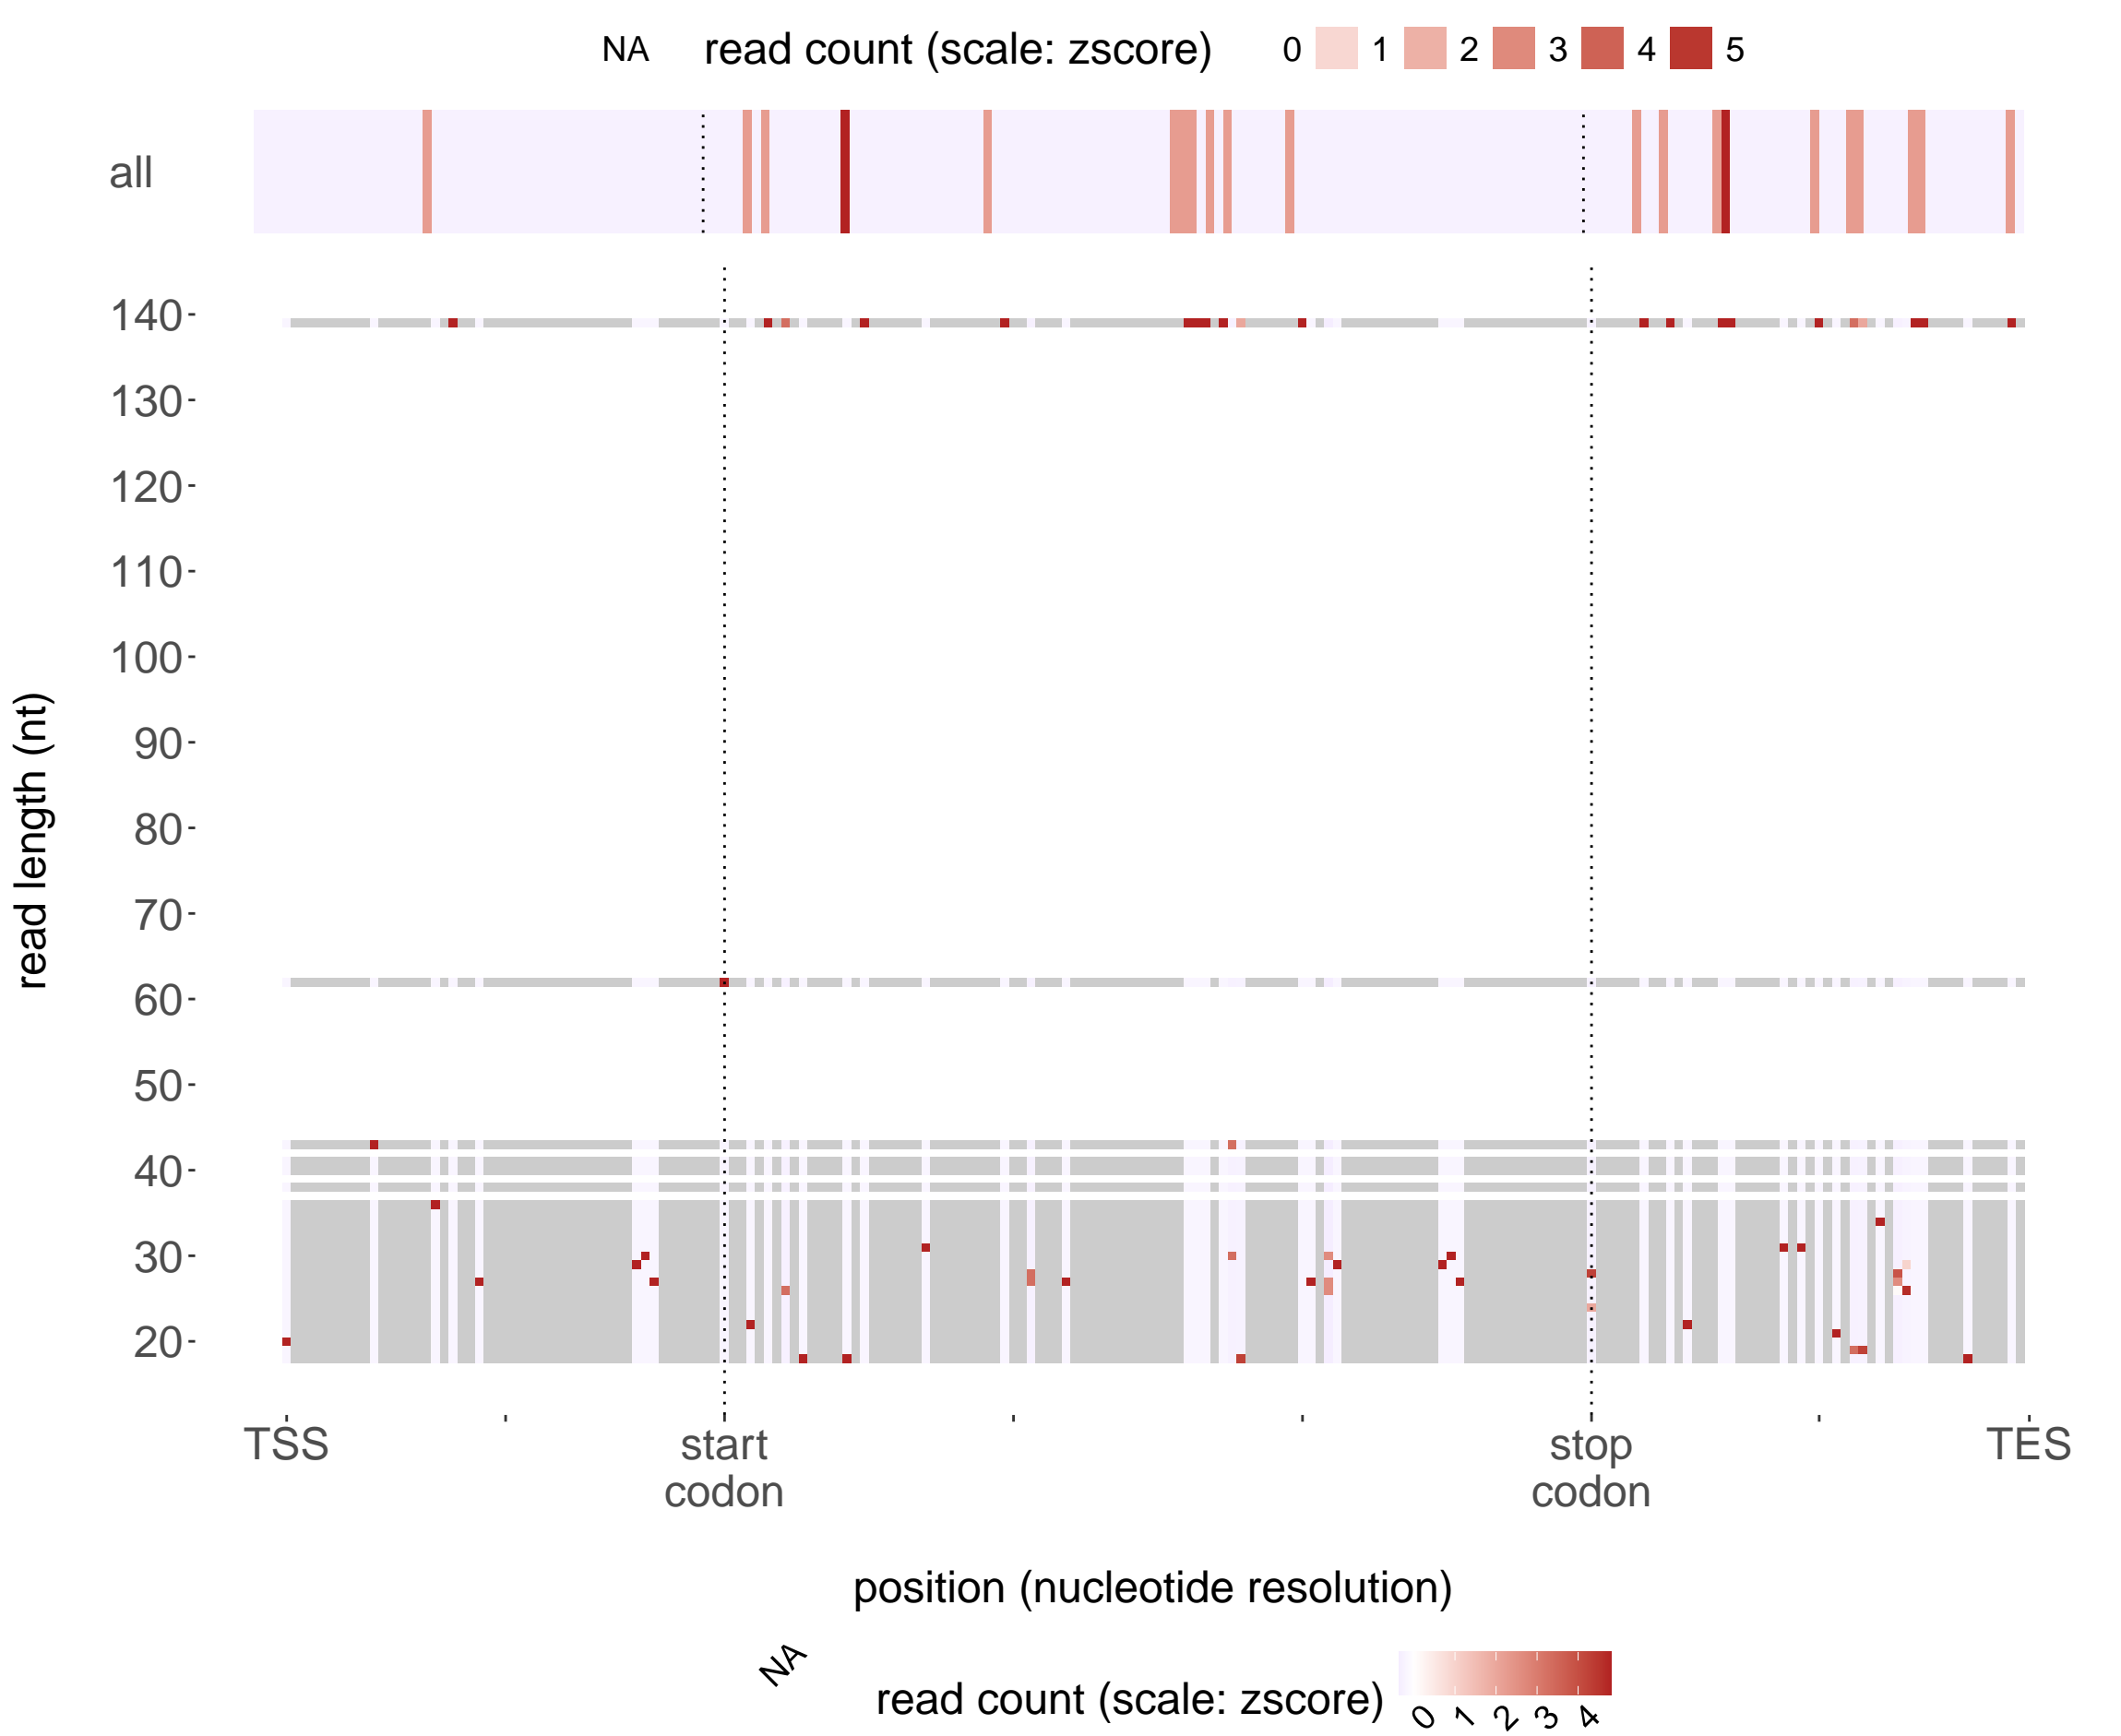 NA read count (scale: zscore) 0 1 2 3 4 5
all
140
130
120
110
100
90
80
70
60
50
40
30
20
read length (nt)
TSS start codon stop codon TES
position (nucleotide resolution)
NA
read count (scale: zscore) 0 1 2 3 4